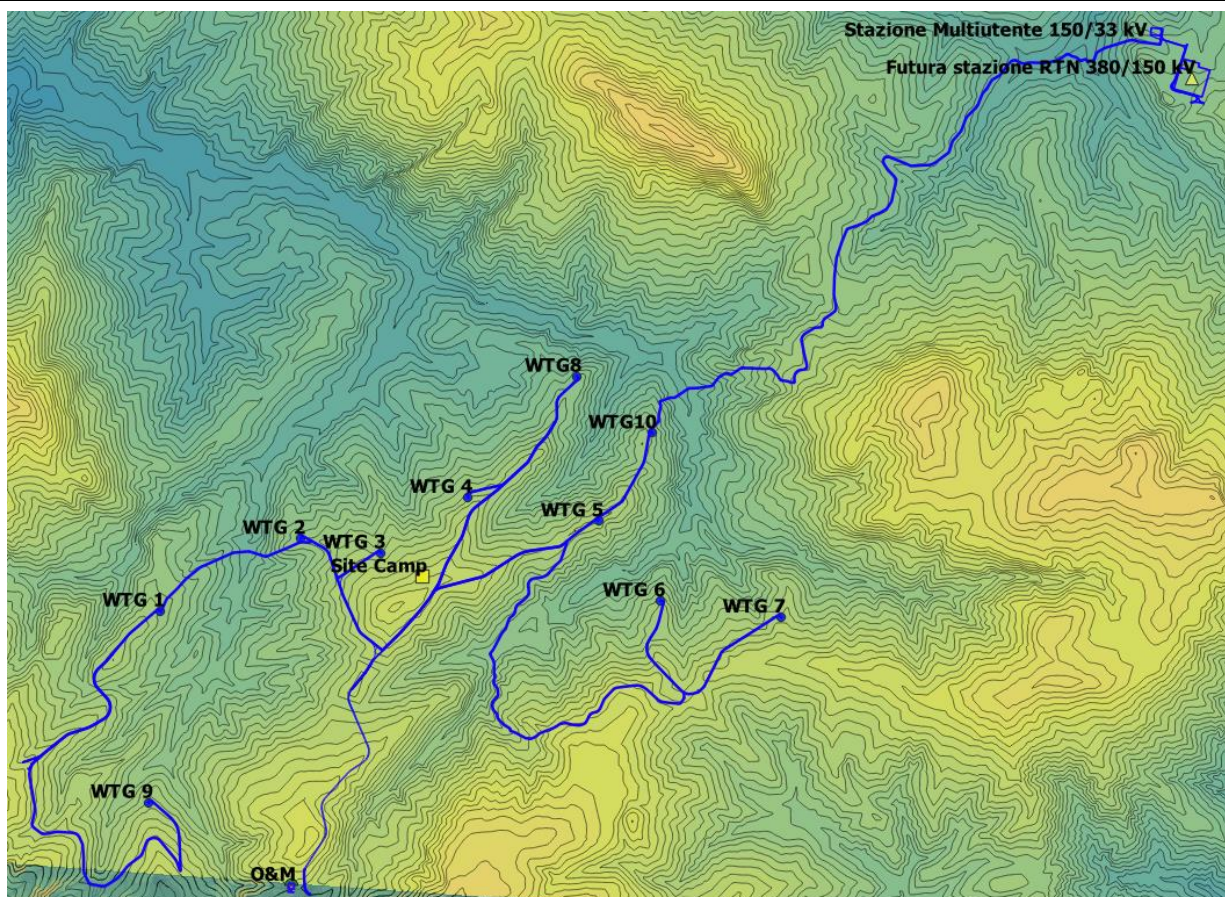 Stazione Multiutente 150/33 kV
Futura stazione RTN 380/150 kV
WTG8
WTG10
WTG 4
WTG 5
WTG 2
WTG 3
Site Camp
WTG 1
WTG 6
WTG 7
WTG 9
O&M